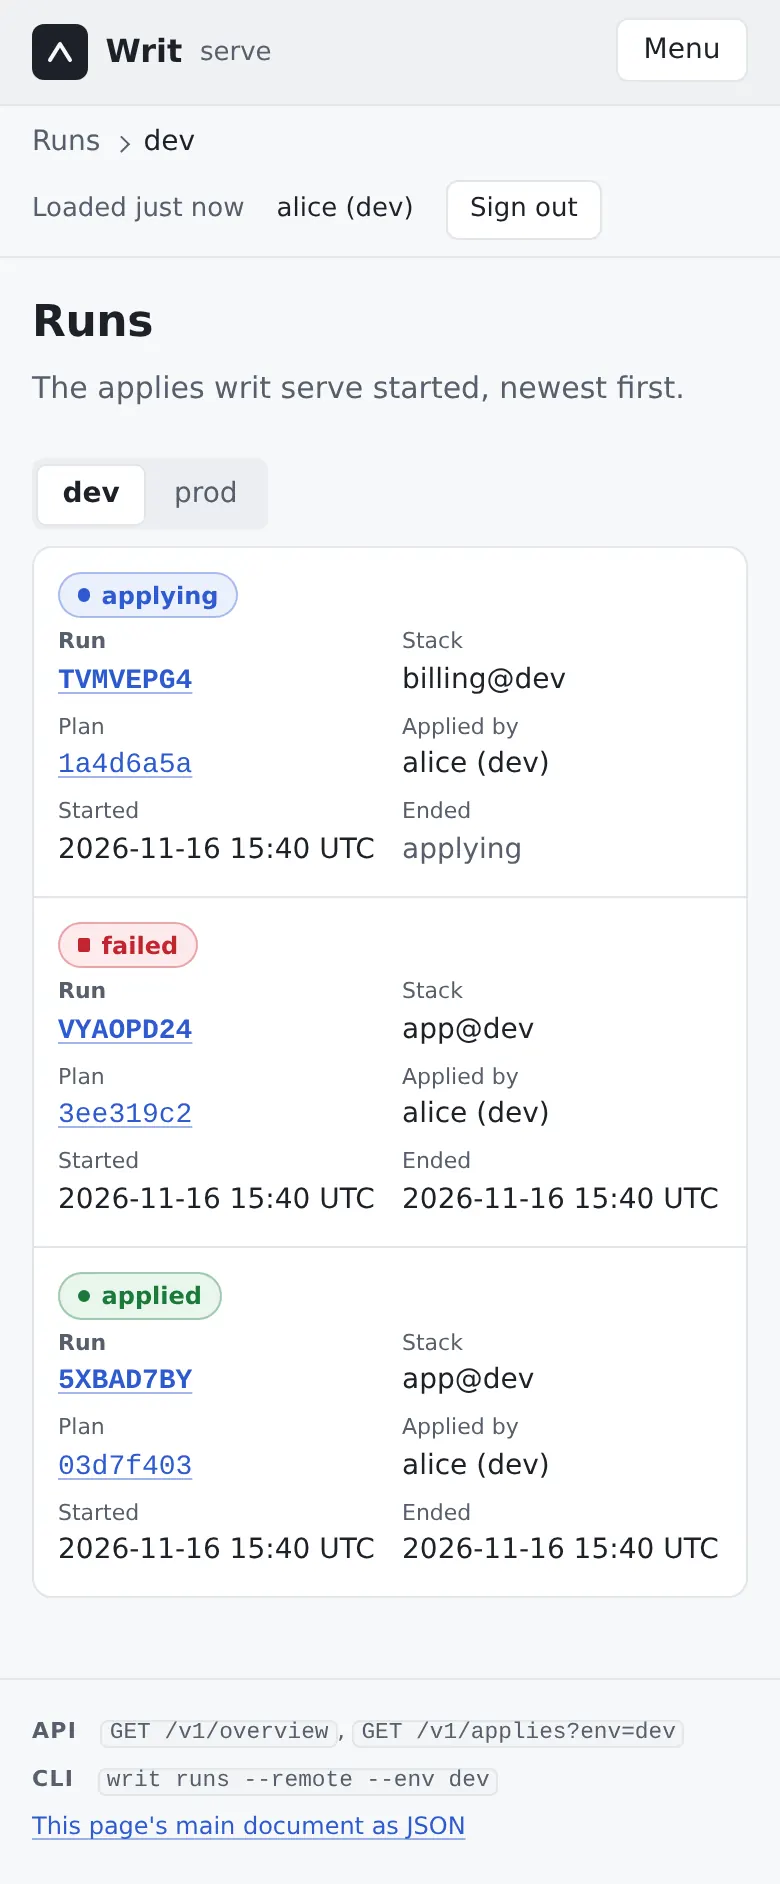 Writ serve Menu
Runs > dev
Loaded just now alice (dev) Sign out
Runs
The applies writ serve started, newest first.
dev prod
applying
Run Stack
TVMVEPG4 billing@dev
Plan Applied by
1a4d6a5a alice (dev)
Started Ended
2026-11-16 15:40 UTC applying
failed
Run Stack
VYAOPD24 app@dev
Plan Applied by
3ee319c2 alice (dev)
Started Ended
2026-11-16 15:40 UTC 2026-11-16 15:40 UTC
applied
Run Stack
5XBAD7BY app@dev
Plan Applied by
03d7f403 alice (dev)
Started Ended
2026-11-16 15:40 UTC 2026-11-16 15:40 UTC
API GET /v1/overview, GET /v1/applies?env=dev
CLI writ runs --remote --env dev
This page's main document as JSON